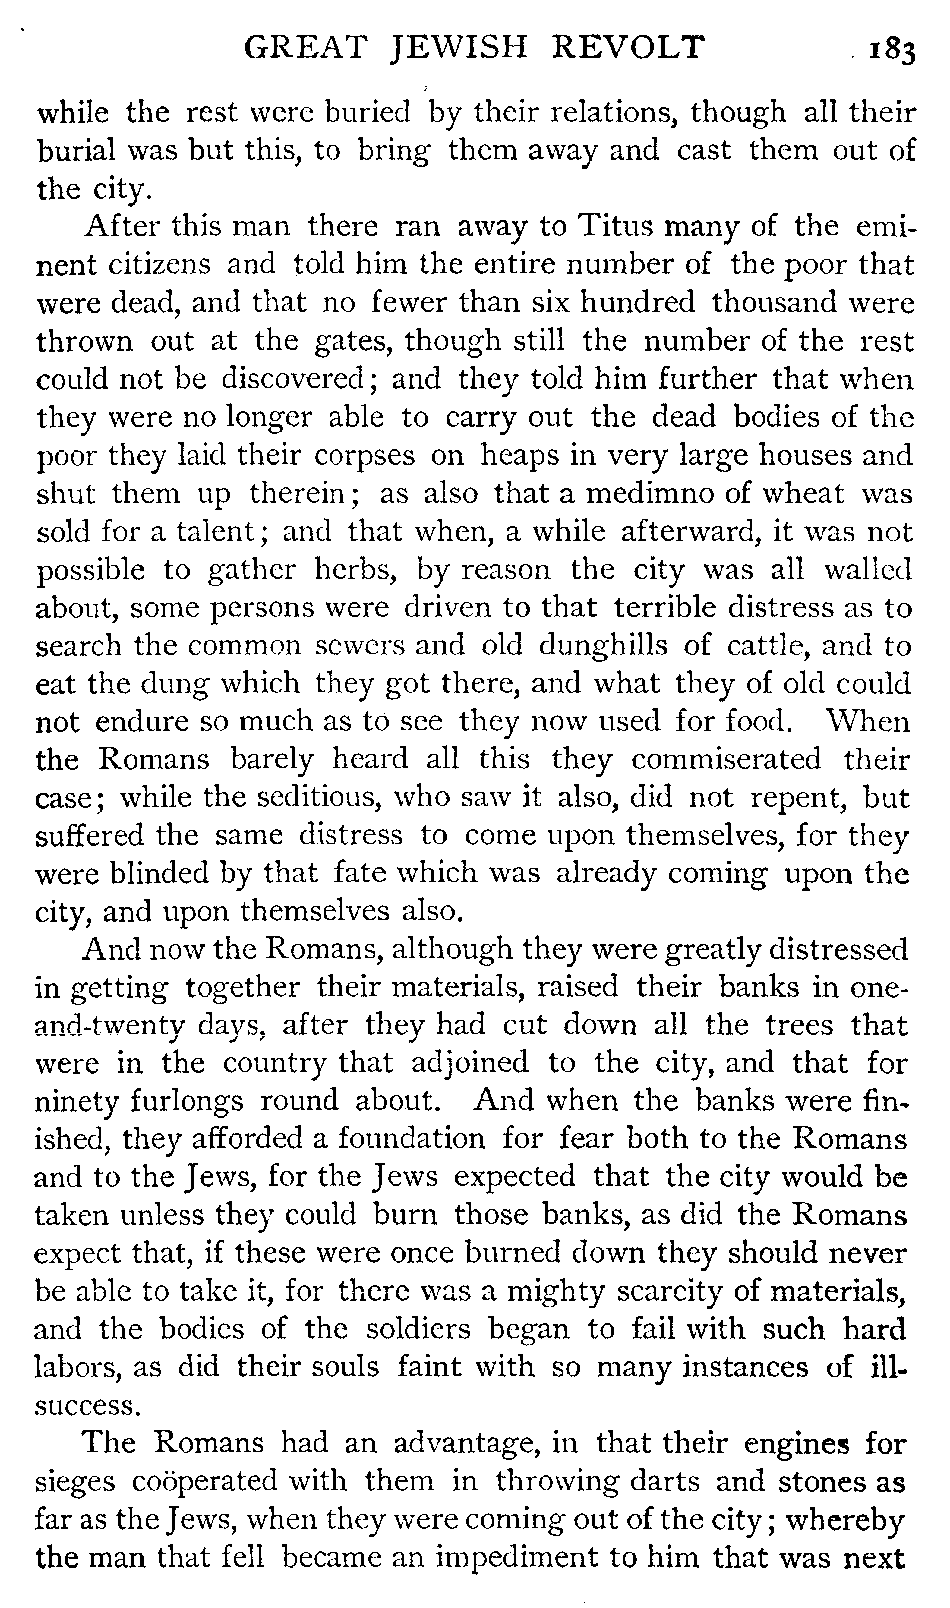 GREAT JEWISH REVOLT 183
while the rest were buried by their relations, though all their
burial was but this, to bring them away and cast them out of
the city.
After this man there ran away to Titus many of the emi-
nent citizens and told him the entire number of the poor that
were dead, and that no fewer than six hundred thousand were
thrown out at the gates, though still the number of the rest
could not be discovered; and they told him further that when
they were no longer able to carry out the dead bodies of the
poor they laid their corpses on heaps in very large houses and
shut them up therein; as also that a medimno of wheat was
sold for a talent; and that when, a while afterward, it was not
possible to gather herbs, by reason the city was all walled
about, some persons were driven to that terrible distress as to
search the common sewers and old dunghills of cattle, and to
eat the dung which they got there, and what they of old could
not endure so much as to see they now used for food. When
the Romans barely heard all this they commiserated their
case; while the seditious, who saw it also, did not repent, but
suffered the same distress to come upon themselves, for they
were blinded by that fate which was already coming upon the
city, and upon themselves also.
And now the Romans, although they were greatly distressed
in getting together their materials, raised their banks in one-
and-twenty days, after they had cut down all the trees that
were in the country that adjoined to the city, and that for
ninety furlongs round about. And when the banks were fin-
ished, they afforded a foundation for fear both to the Romans
and to the Jews, for the Jews expected that the city would be
taken unless they could burn those banks, as did the Romans
expect that, if these were once burned down they should never
be able to take it, for there was a mighty scarcity of materials,
and the bodies of the soldiers began to fail with such hard
labors, as did their souls faint with so many instances of ill-
success.
The Romans had an advantage, in that their engines for
sieges coöperated with them in throwing darts and stones as
far as the Jews, when they were coming out of the city; whereby
the man that fell became an impediment to him that was next